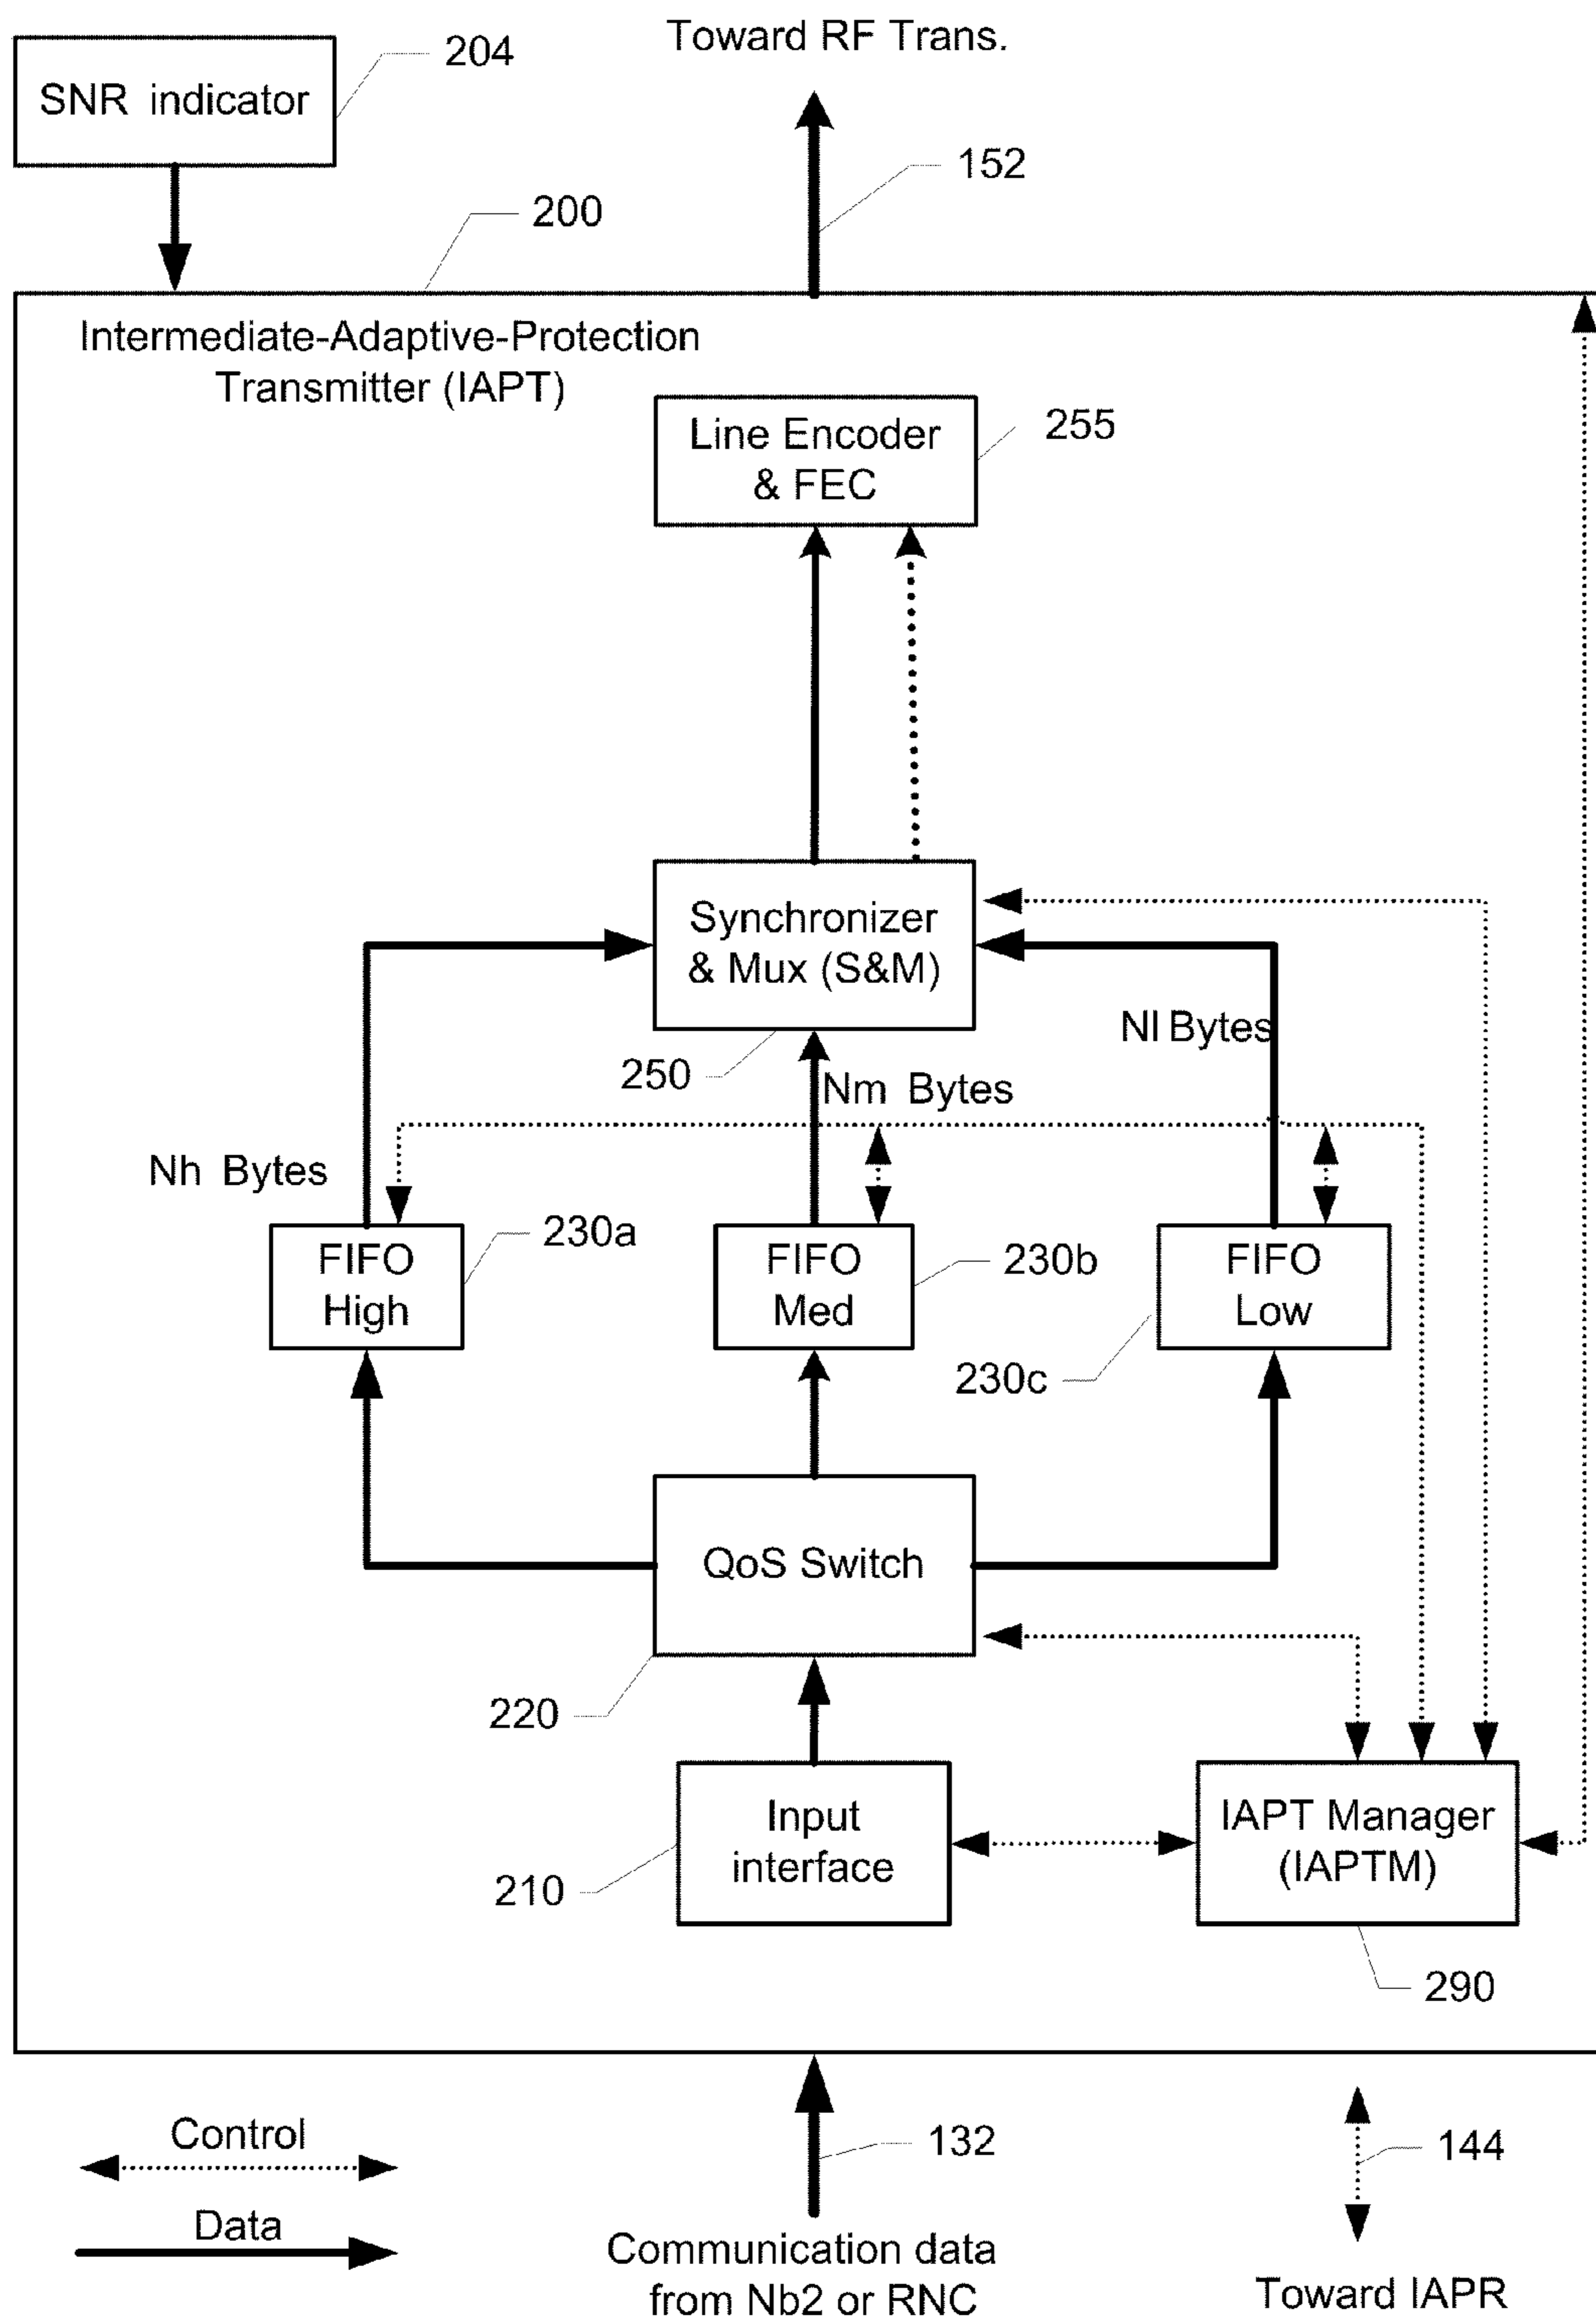 Toward RF Trans.
204
SNR indicator
152
200
Intermediate-Adaptive-Protection
Transmitter (IAPT)
255
Line Encoder
& FEC
Synchronizer
& Mux (S&M)
Nl Bytes
250
Nm Bytes
Nh Bytes
230a
FIFO
High
FIFO
Med
230b
FIFO
Low
230c
QoS Switch
220
Input
interface
210
IAPT Manager
(IAPTM)
290
Control
132
144
Data
Communication data
from Nb2 or RNC
Toward IAPR